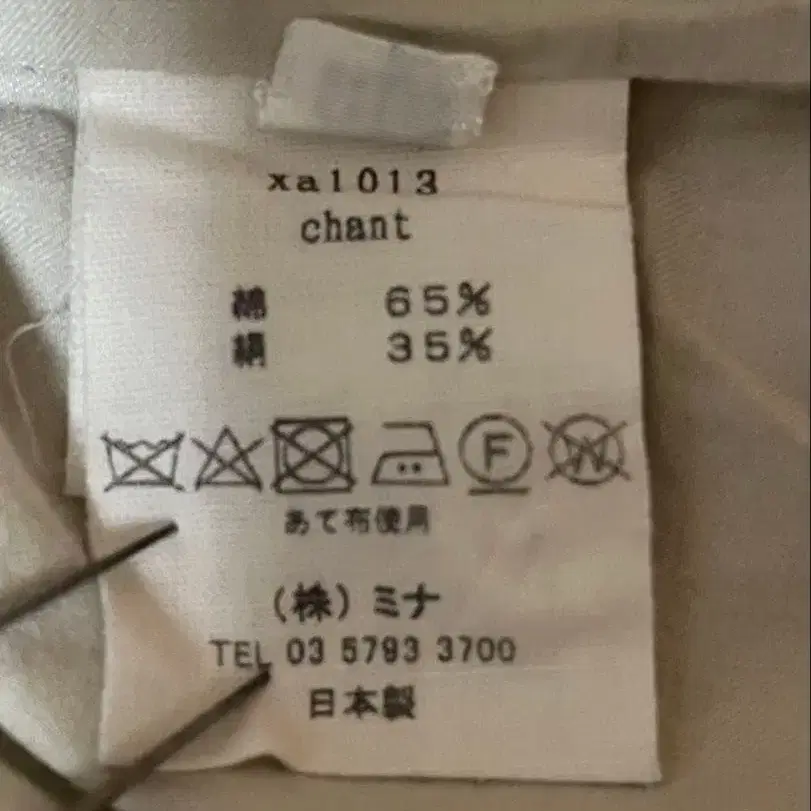 xa1013
chant
棉 65%
絹 35%
F W
あて布使用
(株)ミナ
TEL 03 5793 3700
日本製